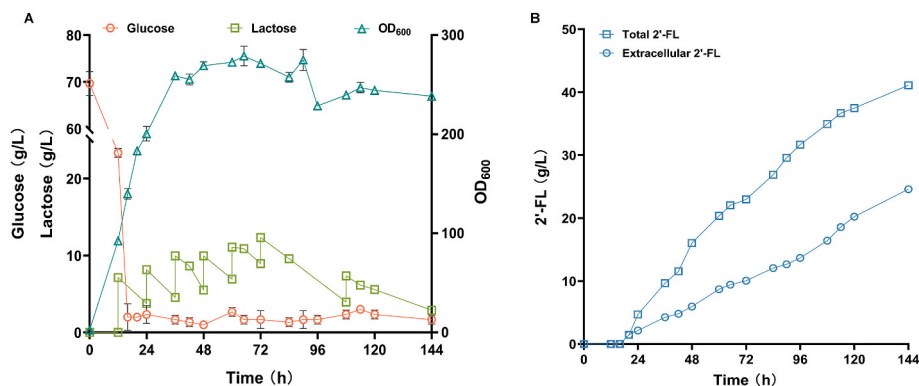 A
Glucose
Lactose
OD600
80
70
60
20
10
0
300
200
100
0
Glucose (g/L)
Lactose (g/L)
OD600
0
24
48
72
96
120
144
Time (h)
B
Total 2'-FL
Extracellular 2'-FL
50
40
30
20
10
0
2'-FL (g/L)
0
24
48
72
96
120
144
Time (h)